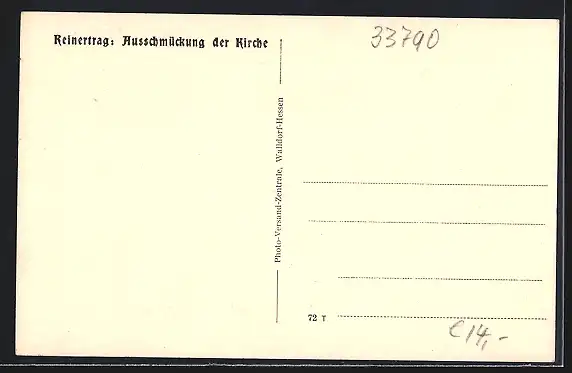 Reinertrag: Ausschmückung der Kirche
33790
Photo-Versand-Zentrale, Walldorf-Hessen
72 T
€14,-